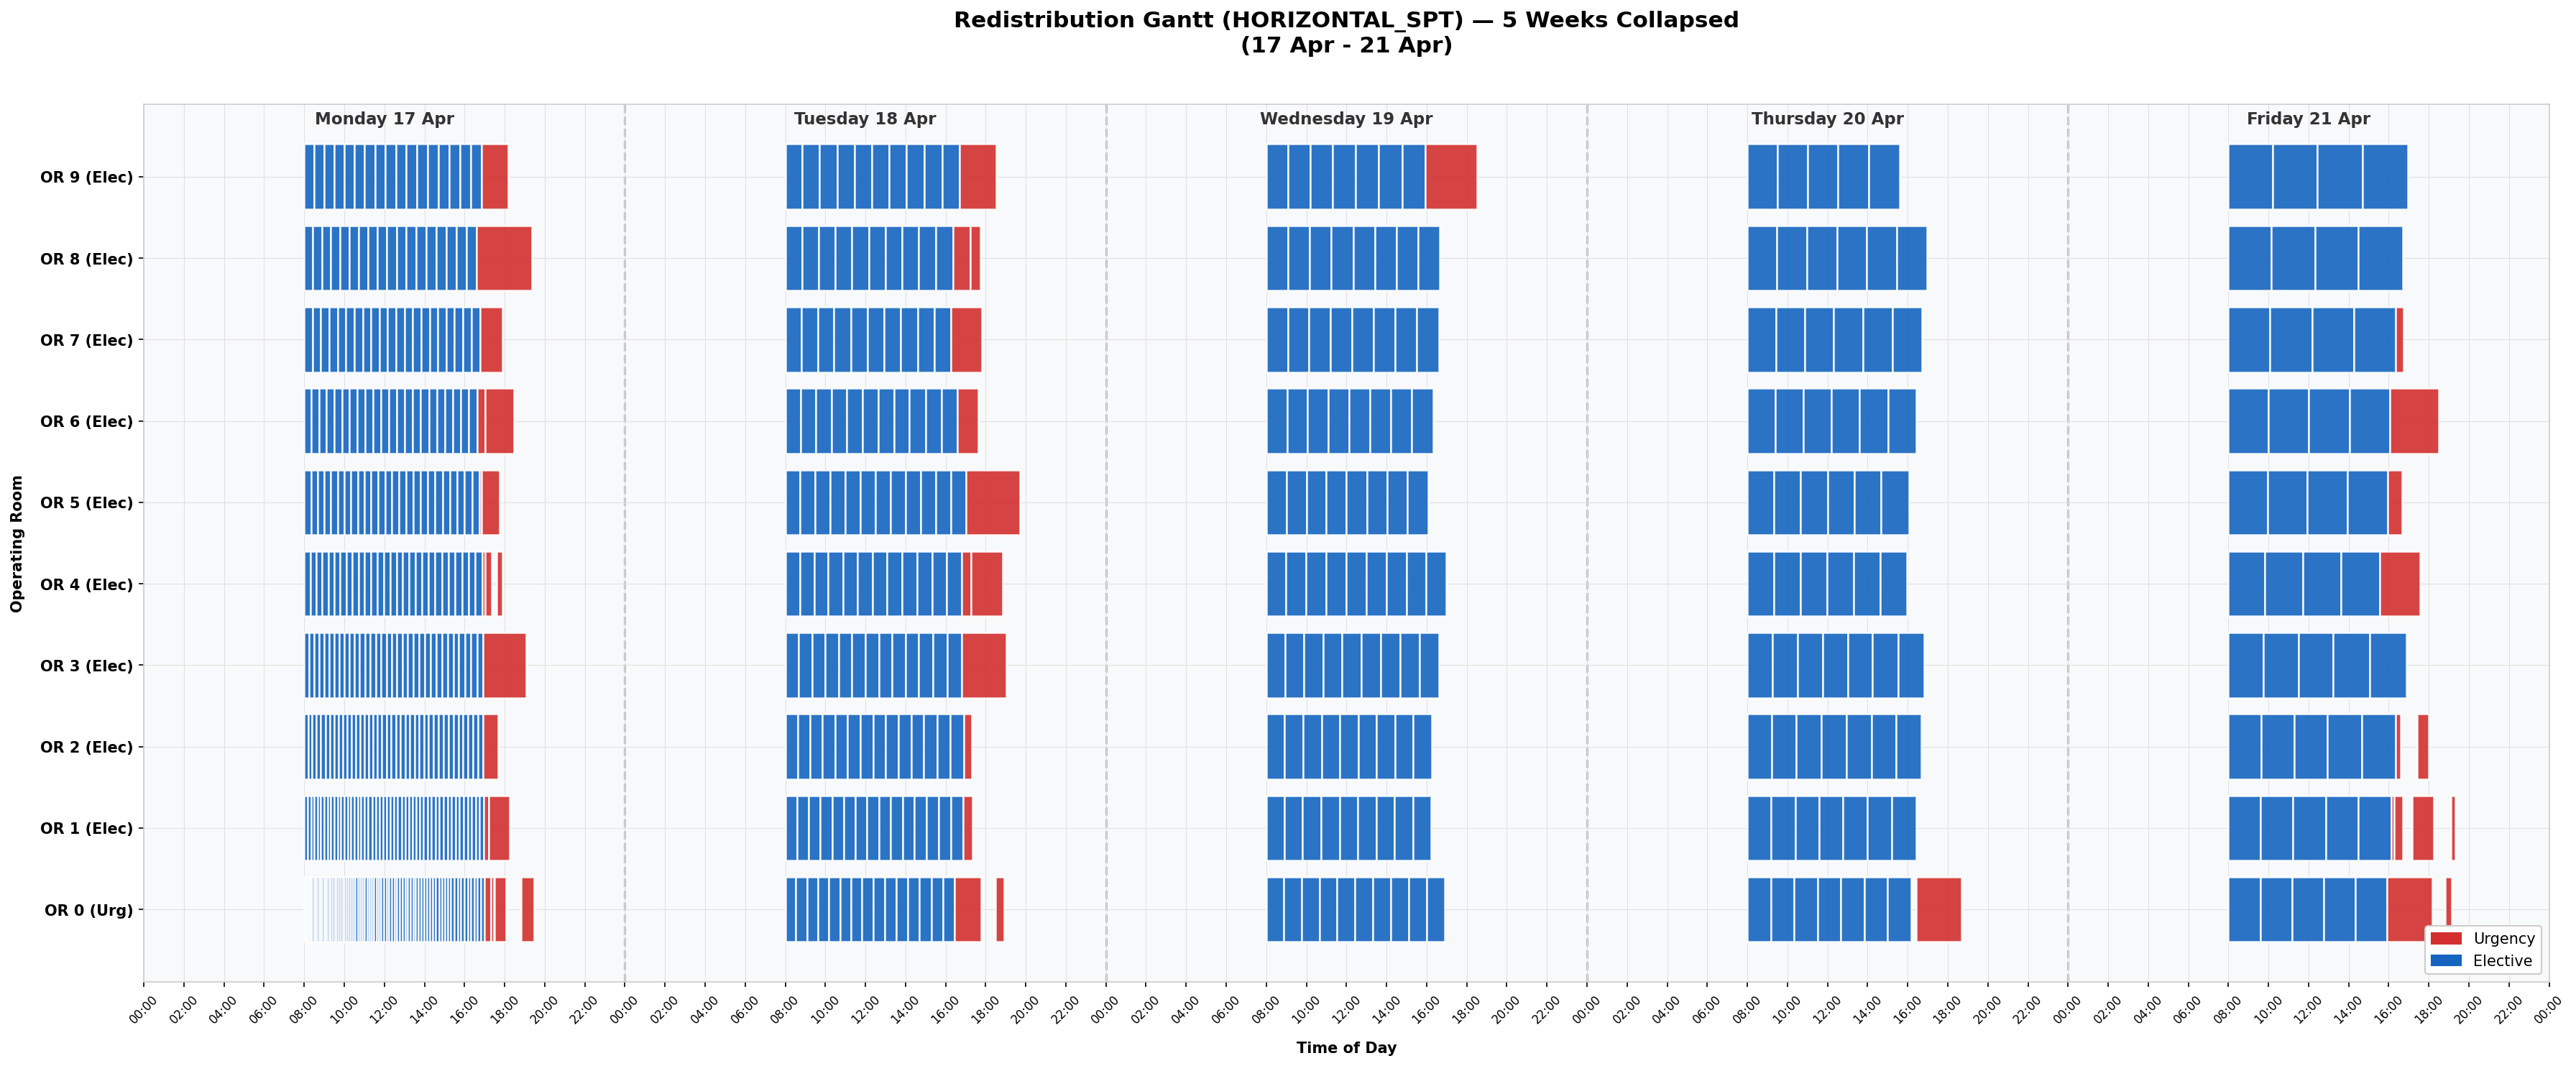 Redistribution Gantt (HORIZONTAL_SPT) — 5 Weeks Collapsed
(17 Apr - 21 Apr)
Monday 17 Apr Tuesday 18 Apr Wednesday 19 Apr Thursday 20 Apr Friday 21 Apr
Operating Room
OR 9 (Elec)
OR 8 (Elec)
OR 7 (Elec)
OR 6 (Elec)
OR 5 (Elec)
OR 4 (Elec)
OR 3 (Elec)
OR 2 (Elec)
OR 1 (Elec)
OR 0 (Urg)
Urgency
Elective
00:00 02:00 04:00 06:00 08:00 10:00 12:00 14:00 16:00 18:00 20:00 22:00 00:00 02:00 04:00 06:00 08:00 10:00 12:00 14:00 16:00 18:00 20:00 22:00 00:00 02:00 04:00 06:00 08:00 10:00 12:00 14:00 16:00 18:00 20:00 22:00 00:00 02:00 04:00 06:00 08:00 10:00 12:00 14:00 16:00 18:00 20:00 22:00 00:00 02:00 04:00 06:00 08:00 10:00 12:00 14:00 16:00 18:00 20:00 22:00 00:00
Time of Day